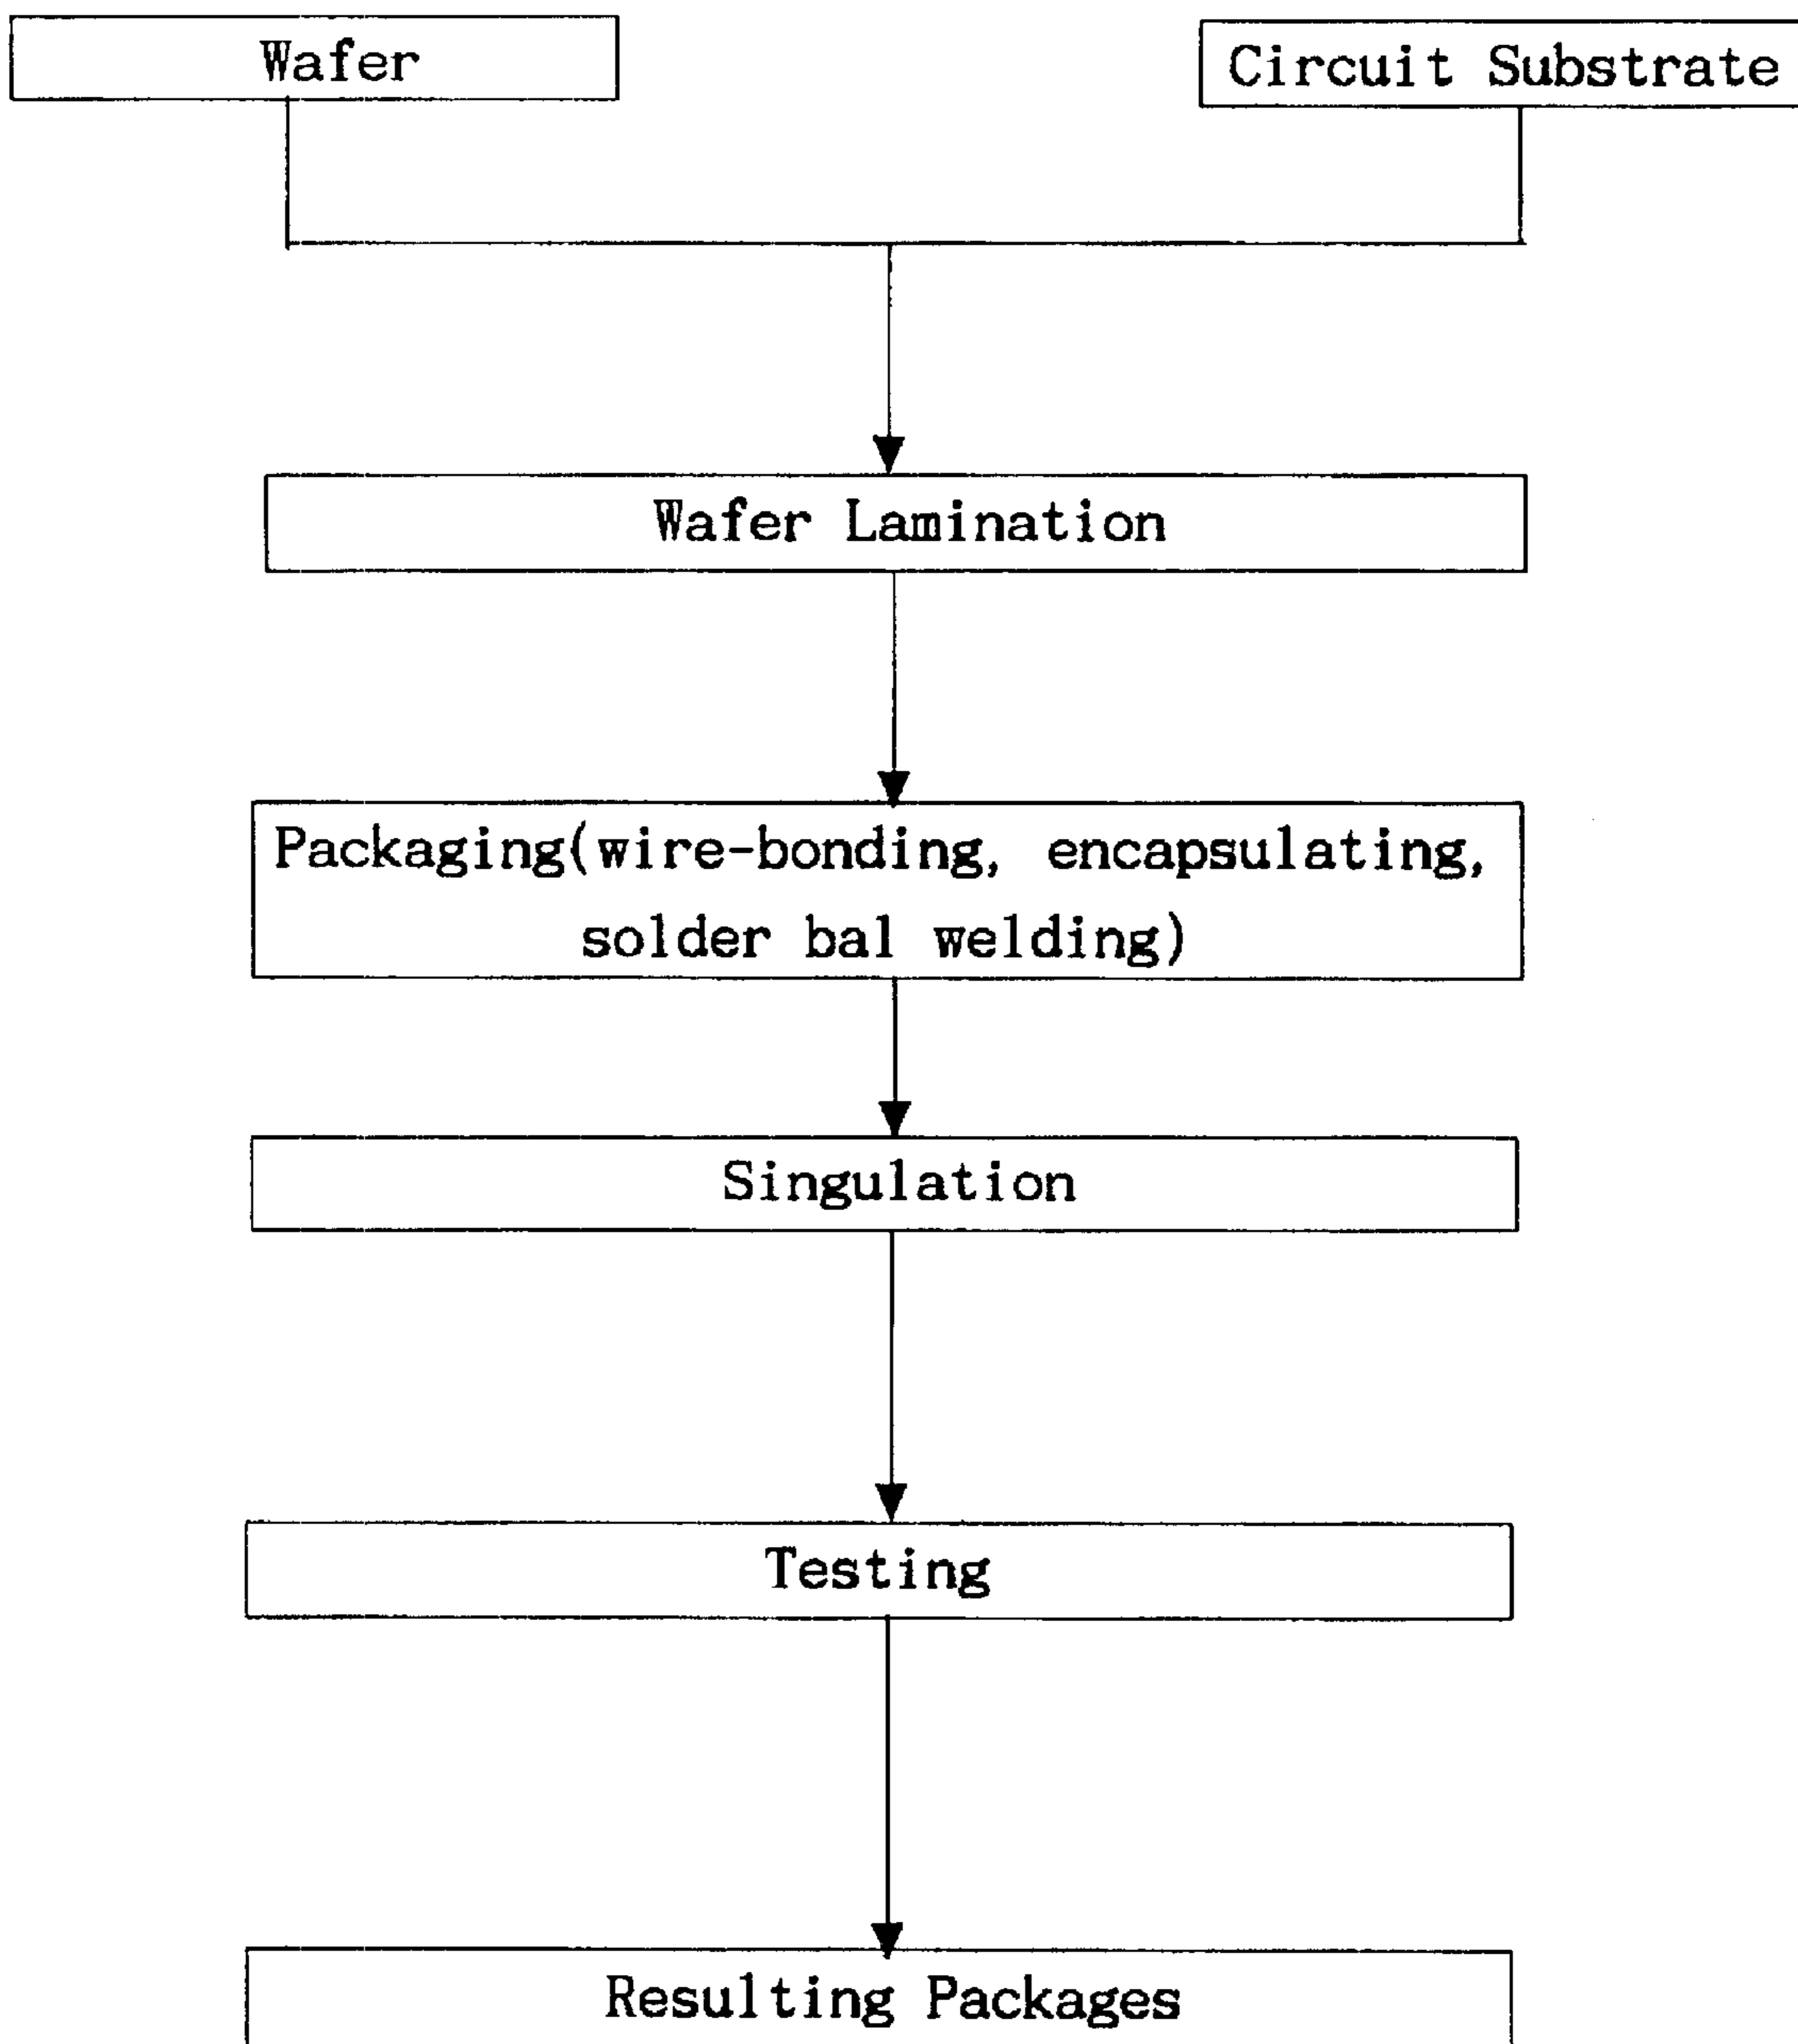 Wafer
Circuit Substrate
Wafer Lamination
Packaging(wire-bonding, encapsulating,
solder bal welding)
Singulation
Testing
Resulting Packages